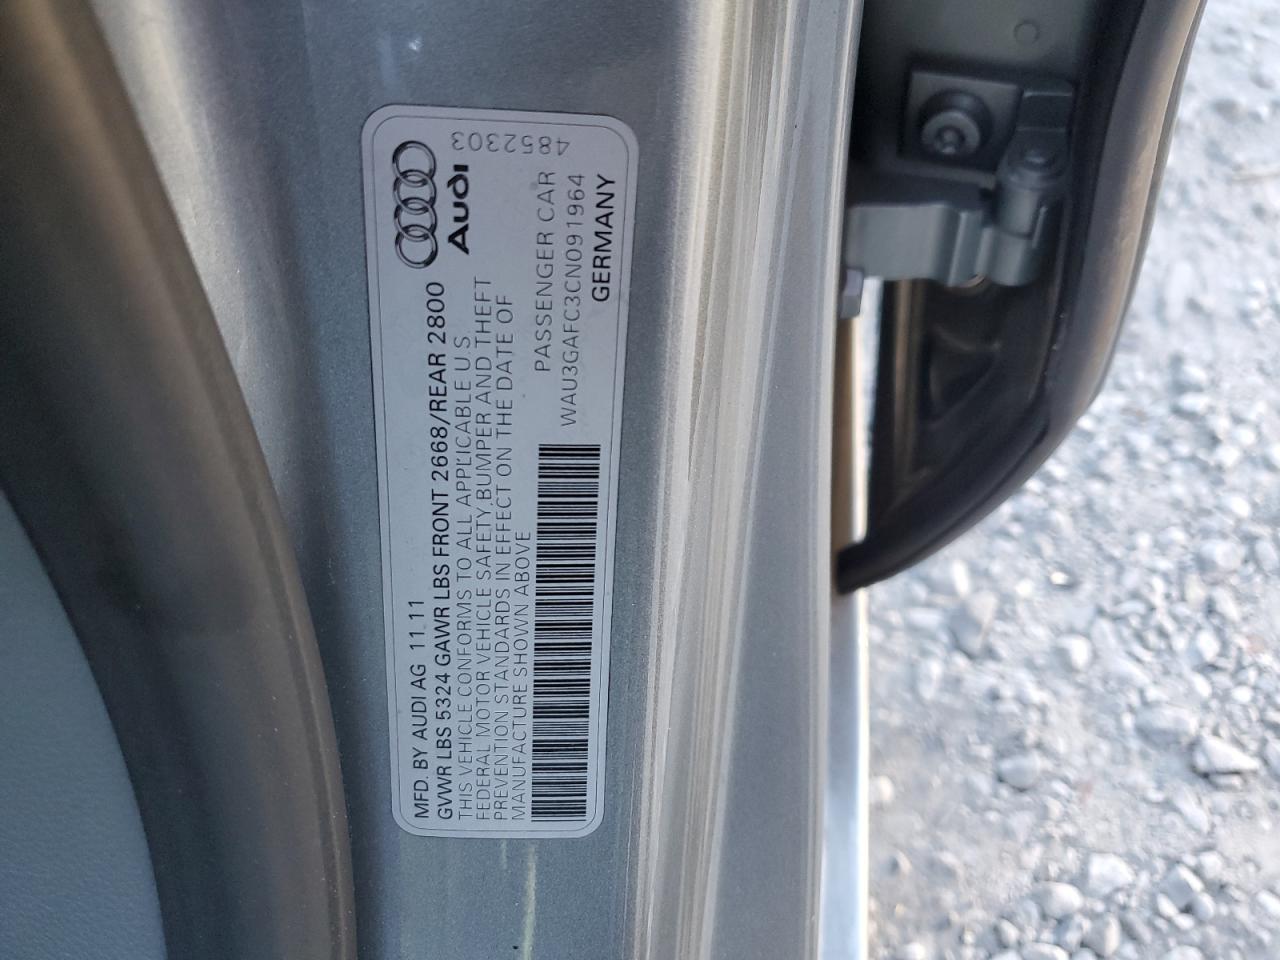 MFD. BY AUDI AG 11.11
GVWR LBS 5324 GAWR LBS FRONT 2668/REAR 2800
THIS VEHICLE CONFORMS TO ALL APPLICABLE U.S.
FEDERAL MOTOR VEHICLE SAFETY,BUMPER AND THEFT
PREVENTION STANDARDS IN EFFECT ON THE DATE OF
MANUFACTURE SHOWN ABOVE
Audi
4852303
PASSENGER CAR
WAU3GAFC3CN091964
GERMANY